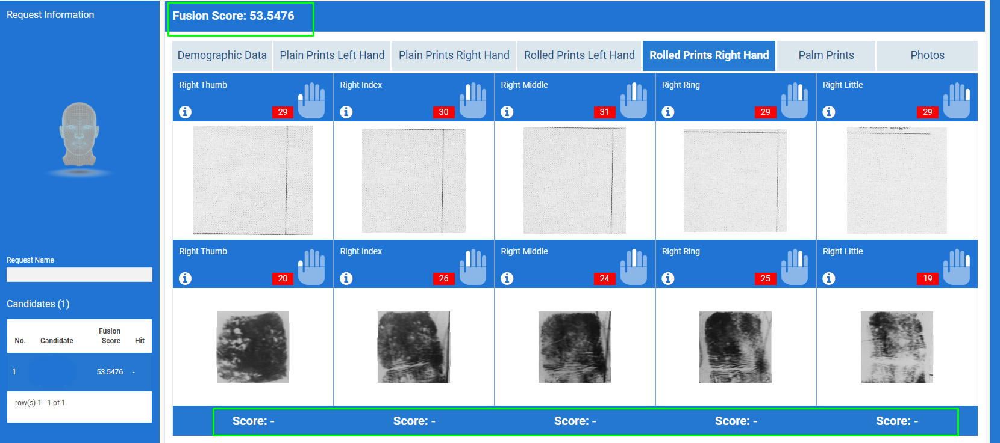 Request Information
Fusion Score: 53.5476
Demographic Data Plain Prints Left Hand Plain Prints Right Hand Rolled Prints Left Hand Rolled Prints Right Hand Palm Prints Photos
Right Thumb Right Index Right Middle Right Ring Right Little
29 30 31 29 29
Right Thumb Right Index Right Middle Right Ring Right Little
20 26 24 25 19
Score: - Score: - Score: - Score: - Score: -
Request Name
Candidates (1)
No. Candidate Fusion Score Hit
1 53.5476 -
row(s) 1 - 1 of 1